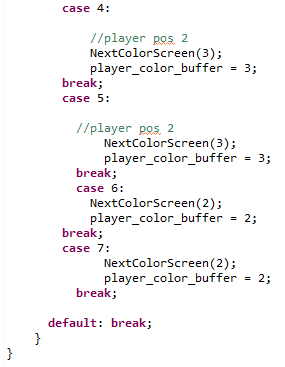 case 4:
//player pos 2
NextColorScreen(3);
player_color_buffer = 3;
break;
case 5:
//player pos 2
NextColorScreen(3);
player_color_buffer = 3;
break;
case 6:
NextColorScreen(2);
player_color_buffer = 2;
break;
case 7:
NextColorScreen(2);
player_color_buffer = 2;
break;
default: break;
}
}